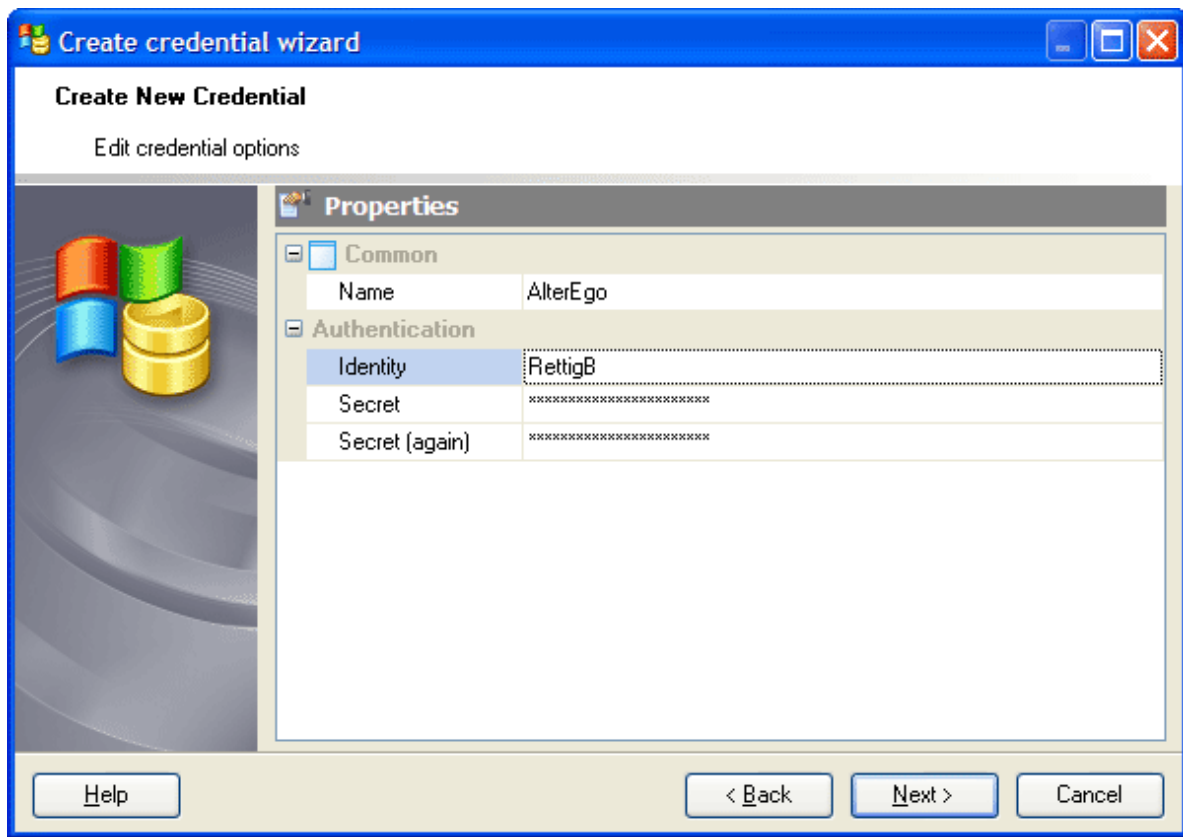 Create credential wizard
Create New Credential
Edit credential options
Properties
Common
Name AlterEgo
Authentication
Identity RettigB
Secret ***********************
Secret (again) ***********************
Help < Back Next > Cancel